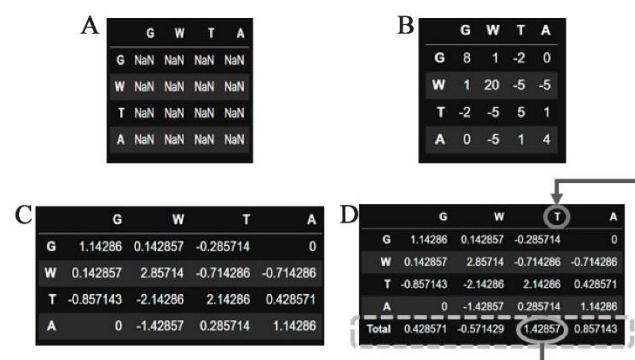 A
G W T A
G NaN NaN NaN NaN
W NaN NaN NaN NaN
T NaN NaN NaN NaN
A NaN NaN NaN NaN
B
G W T A
G 8 1 -2 0
W 1 20 -5 -5
T -2 -5 5 1
A 0 -5 1 4
C
G W T A
G 1.14286 0.142857 -0.285714 0
W 0.142857 2.85714 -0.714286 -0.714286
T -0.857143 -2.14286 2.14286 0.428571
A 0 -1.42857 0.285714 1.14286
D
G W T A
G 1.14286 0.142857 -0.285714 0
W 0.142857 2.85714 -0.714286 -0.714286
T -0.857143 -2.14286 2.14286 0.428571
A 0 -1.42857 0.285714 1.14286
Total 0.428571 -0.571429 1.42857 0.857143